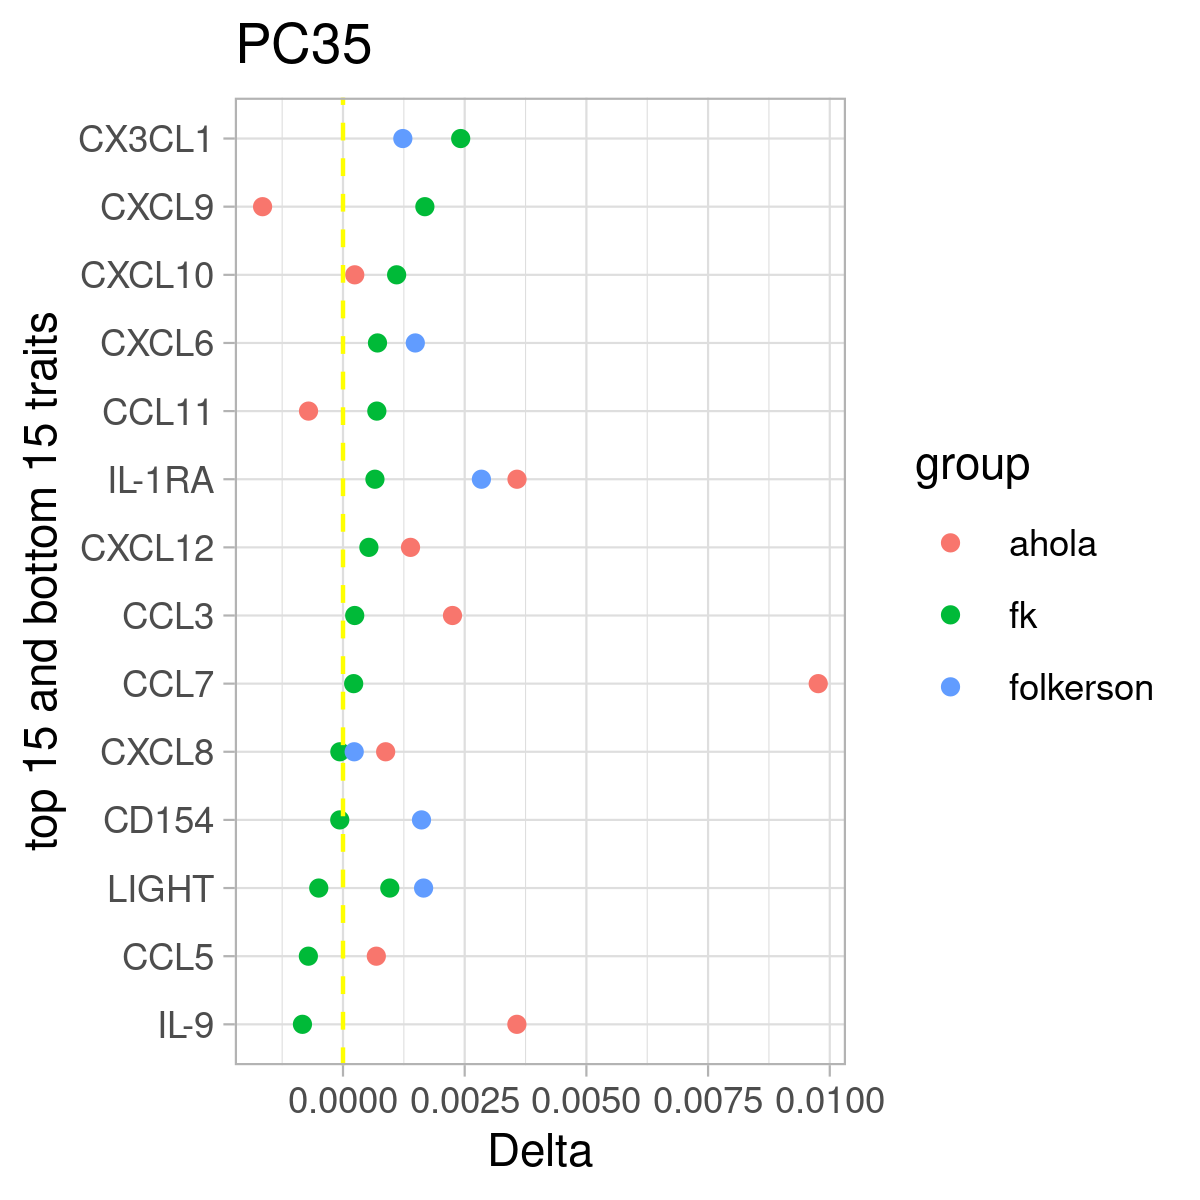 PC35
top 15 and bottom 15 traits
CX3CL1
CXCL9
CXCL10
CXCL6
CCL11
IL-1RA
CXCL12
CCL3
CCL7
CXCL8
CD154
LIGHT
CCL5
IL-9
0.0000 0.0025 0.0050 0.0075 0.0100
Delta
group
ahola
fk
folkerson